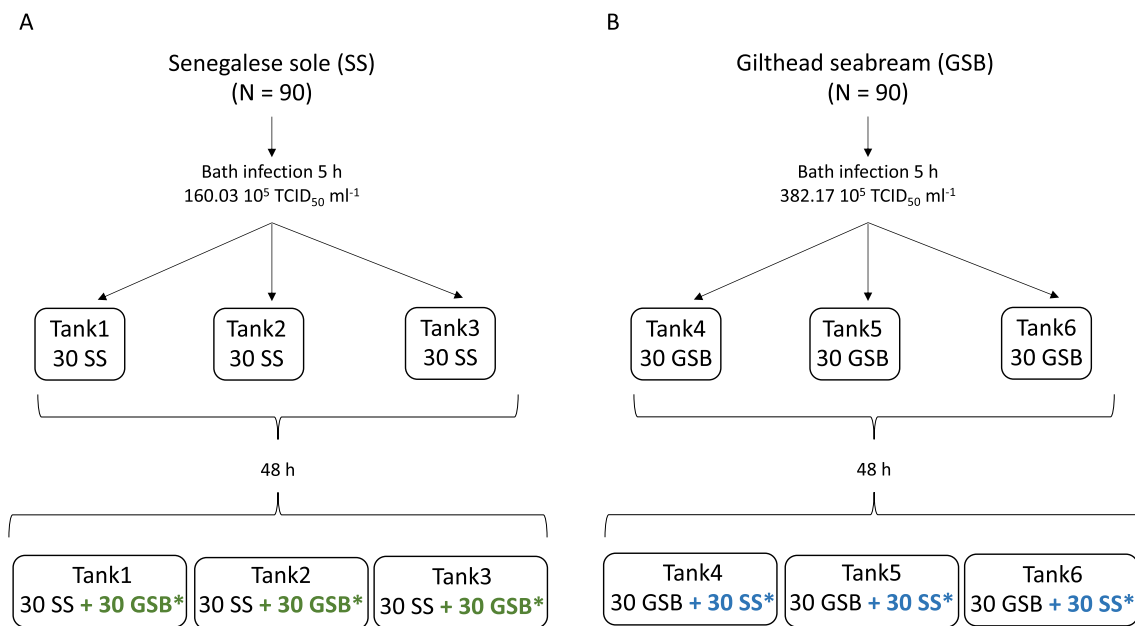 A
Senegalese sole (SS)
(N = 90)
Bath infection 5 h
160.03 10⁵ TCID₅₀ ml⁻¹
Tank1
30 SS
Tank2
30 SS
Tank3
30 SS
48 h
Tank1
30 SS + 30 GSB*
Tank2
30 SS + 30 GSB*
Tank3
30 SS + 30 GSB*
B
Gilthead seabream (GSB)
(N = 90)
Bath infection 5 h
382.17 10⁵ TCID₅₀ ml⁻¹
Tank4
30 GSB
Tank5
30 GSB
Tank6
30 GSB
48 h
Tank4
30 GSB + 30 SS*
Tank5
30 GSB + 30 SS*
Tank6
30 GSB + 30 SS*